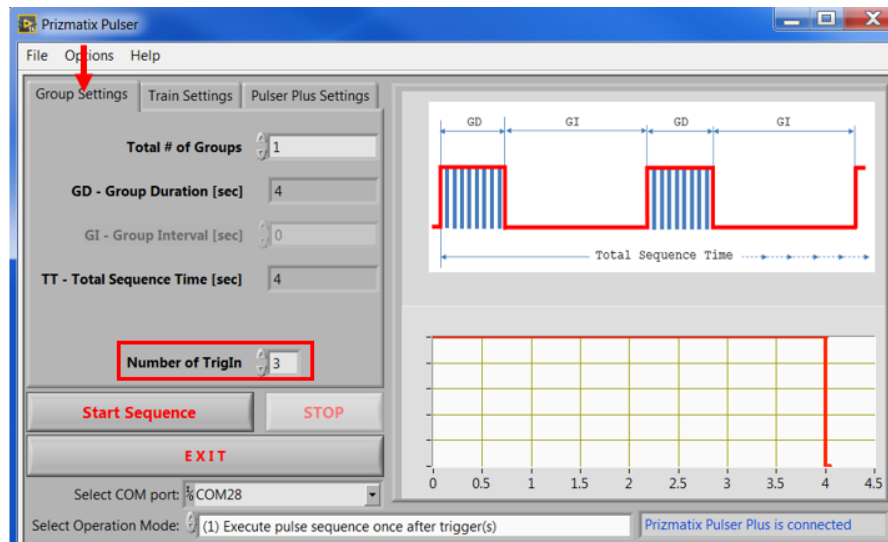 Prizmatix Pulser
File Options Help
Group Settings Train Settings Pulser Plus Settings
Total # of Groups 1
GD - Group Duration [sec] 4
GI - Group Interval [sec] 0
TT - Total Sequence Time [sec] 4
Number of TrigIn 3
Start Sequence STOP
EXIT
Select COM port: COM28
Select Operation Mode: (1) Execute pulse sequence once after trigger(s)
GD GI GD GI
Total Sequence Time
0 0.5 1 1.5 2 2.5 3 3.5 4 4.5
Prizmatix Pulser Plus is connected